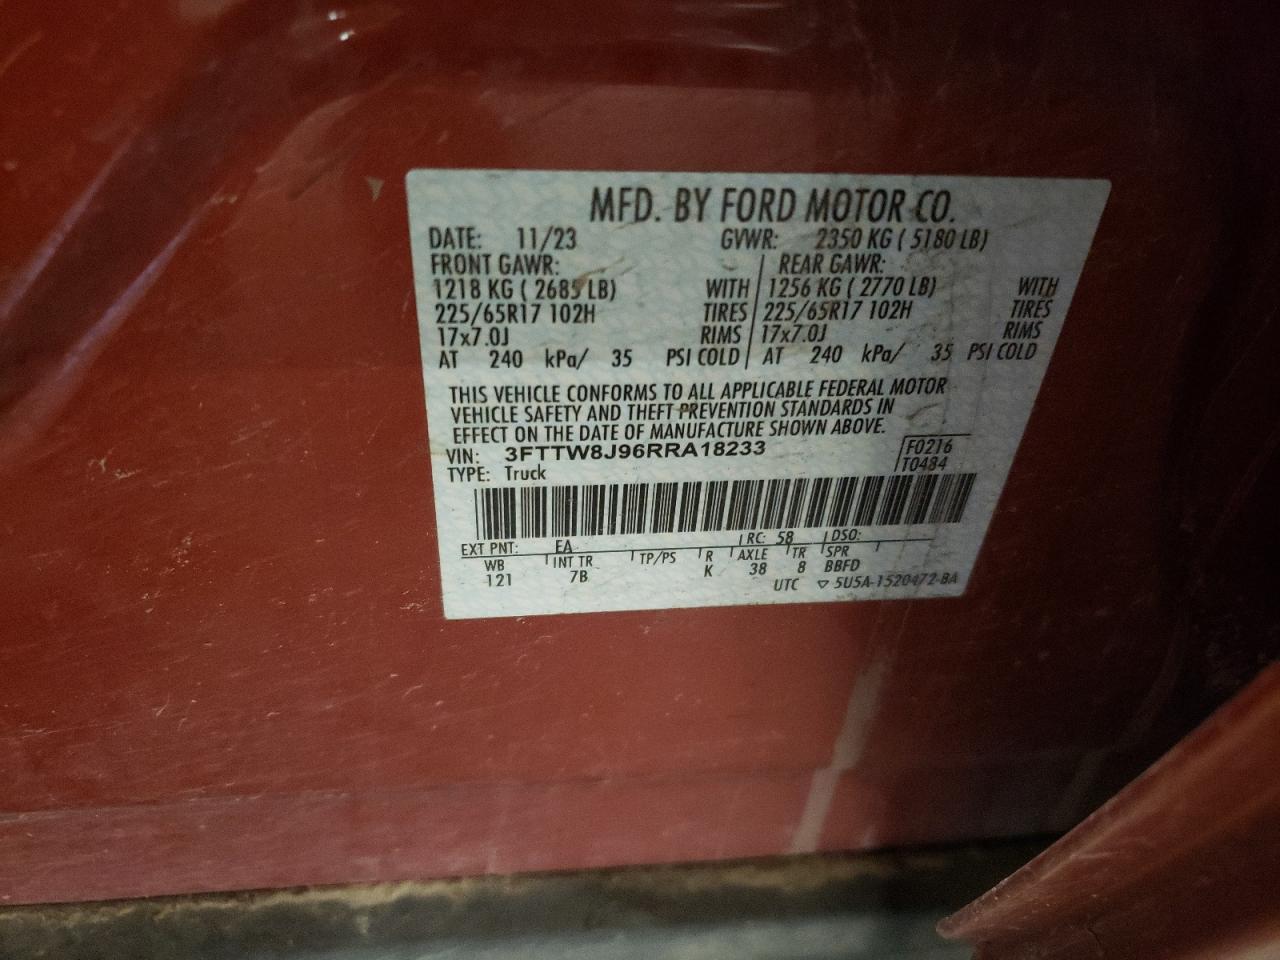 MFD. BY FORD MOTOR CO.
DATE: 11/23 GVWR: 2350 KG ( 5180 LB)
FRONT GAWR: REAR GAWR:
1218 KG ( 2685 LB) WITH 1256 KG ( 2770 LB) WITH
225/65R17 102H TIRES 225/65R17 102H TIRES
17x7.0J RIMS 17x7.0J RIMS
AT 240 kPa/ 35 PSI COLD AT 240 kPa/ 35 PSI COLD
THIS VEHICLE CONFORMS TO ALL APPLICABLE FEDERAL MOTOR
VEHICLE SAFETY AND THEFT PREVENTION STANDARDS IN
EFFECT ON THE DATE OF MANUFACTURE SHOWN ABOVE.
VIN: 3FTTW8J96RRA18233 F0216
TYPE: Truck T0484
EXT PNT: EA RC: 58 DSO:
WB INT TR TP/PS R AXLE TR SPR
121 7B K 38 8 BBFD
UTC ▽ 5U5A-1520472-BA